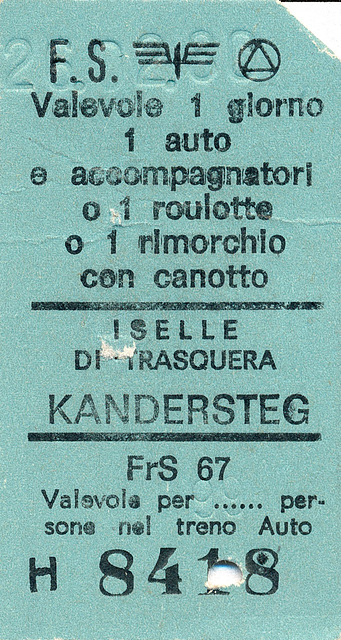 F.S.
Valevole 1 giorno
1 auto
e accompagnatori
o 1 roulotte
o 1 rimorchio
con canotto
ISELLE
DI TRASQUERA
KANDERSTEG
FrS 67
Valevole per ...... per-
sone nel treno Auto
H 8418